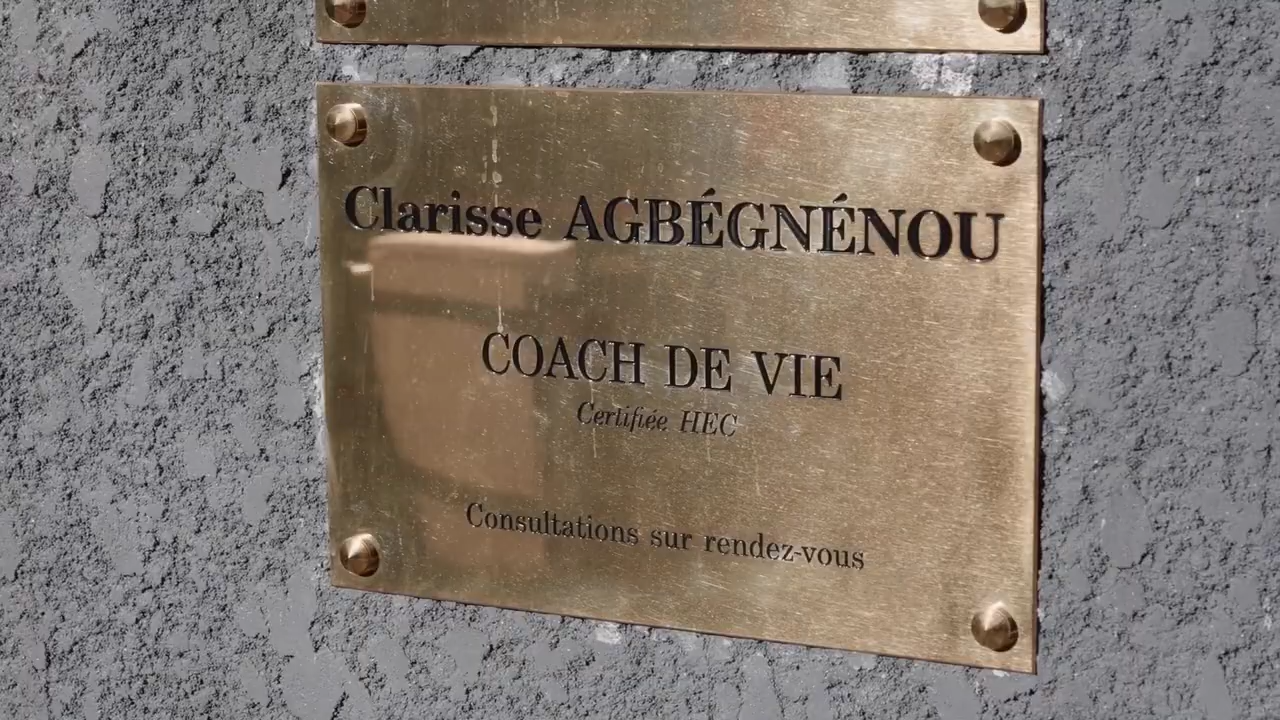 Clarisse AGBÉGNÉNOU
COACH DE VIE
Certifiée HEC
Consultations sur rendez-vous